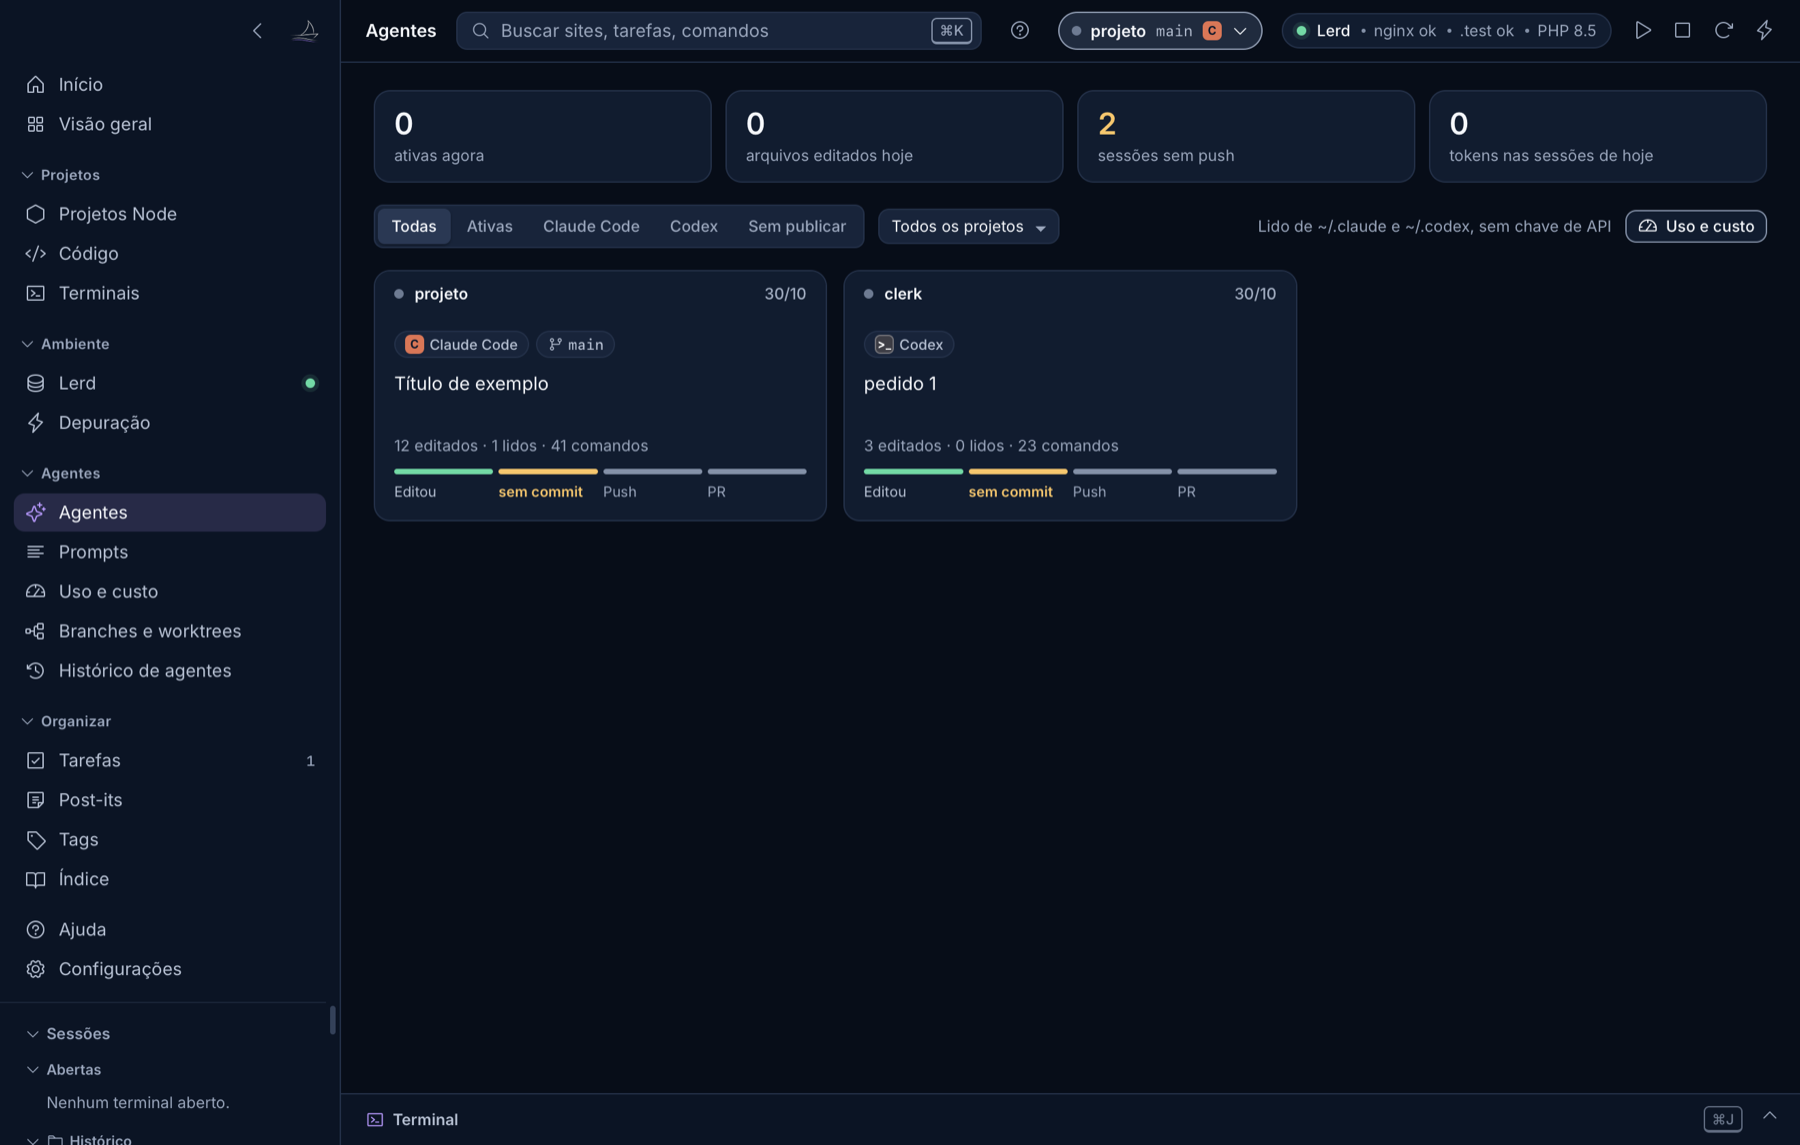 Início
Visão geral
Projetos
Projetos Node
Código
Terminais
Ambiente
Lerd
Depuração
Agentes
Agentes
Prompts
Uso e custo
Branches e worktrees
Histórico de agentes
Organizar
Tarefas 1
Post-its
Tags
Índice
Ajuda
Configurações
Sessões
Abertas
Nenhum terminal aberto.
Histórico
Agentes Buscar sites, tarefas, comandos ⌘K projeto main C Lerd • nginx ok • .test ok • PHP 8.5
0
ativas agora
0
arquivos editados hoje
2
sessões sem push
0
tokens nas sessões de hoje
Todas Ativas Claude Code Codex Sem publicar Todos os projetos Lido de ~/.claude e ~/.codex, sem chave de API Uso e custo
projeto 30/10
C Claude Code main
Título de exemplo
12 editados · 1 lidos · 41 comandos
Editou sem commit Push PR
clerk 30/10
>_ Codex
pedido 1
3 editados · 0 lidos · 23 comandos
Editou sem commit Push PR
Terminal ⌘J